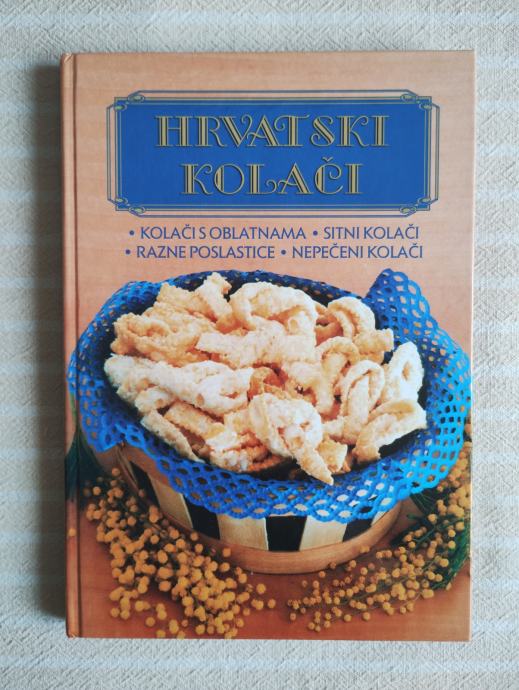 HRVATSKI
KOLAČI
• KOLAČI S OBLATNAMA • SITNI KOLAČI
• RAZNE POSLASTICE • NEPEČENI KOLAČI